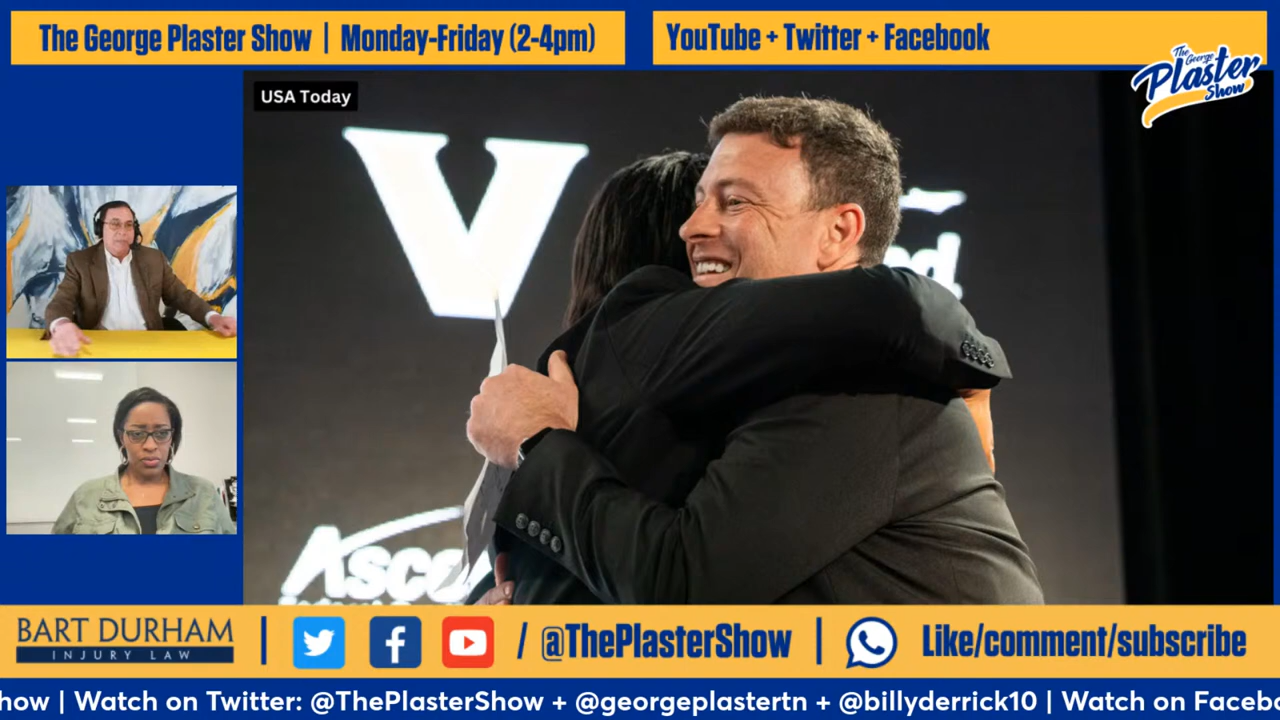 The George Plaster Show | Monday-Friday (2-4pm)
YouTube + Twitter + Facebook
The George
Plaster
Show
USA Today
V
BART DURHAM
INJURY LAW
/ @ThePlasterShow
Like/comment/subscribe
how | Watch on Twitter: @ThePlasterShow + @georgeplastertn + @billyderrick10 | Watch on Facebo